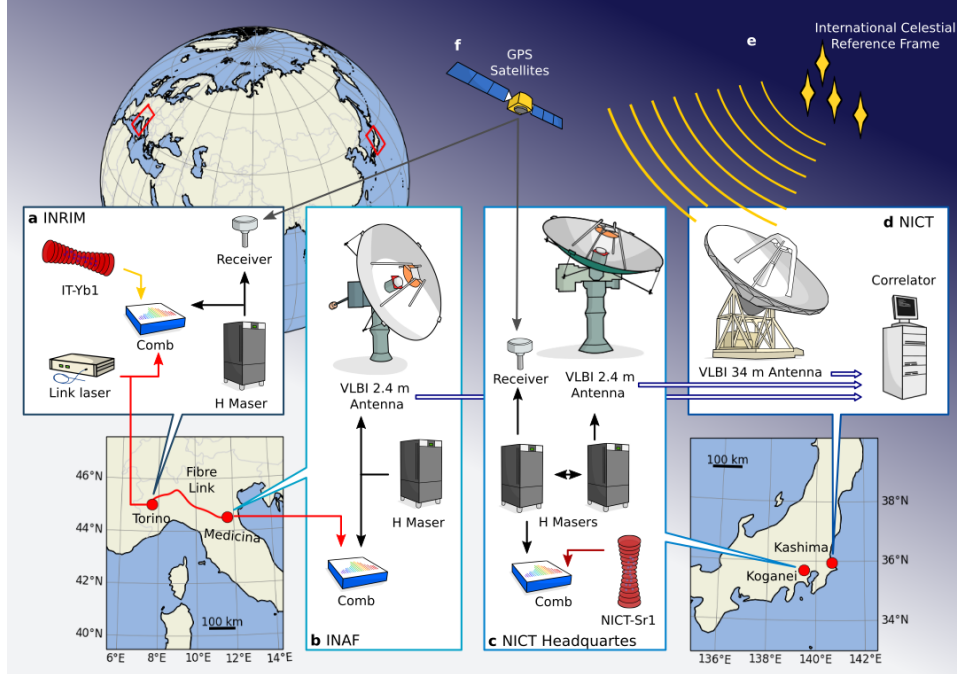 f
GPS
Satellites
e
International Celestial
Reference Frame
a INRIM
IT-Yb1
Receiver
Comb
Link laser
H Maser
VLBI 2.4 m
Antenna
H Maser
Comb
b INAF
Receiver
VLBI 2.4 m
Antenna
H Masers
Comb
NICT-Sr1
c NICT Headquartes
d NICT
Correlator
VLBI 34 m Antenna
46°N
44°N
42°N
40°N
Fibre
Link
Torino
Medicina
100 km
6°E 8°E 10°E 12°E 14°E
100 km
38°N
36°N
34°N
Kashima
Koganei
136°E 138°E 140°E 142°E